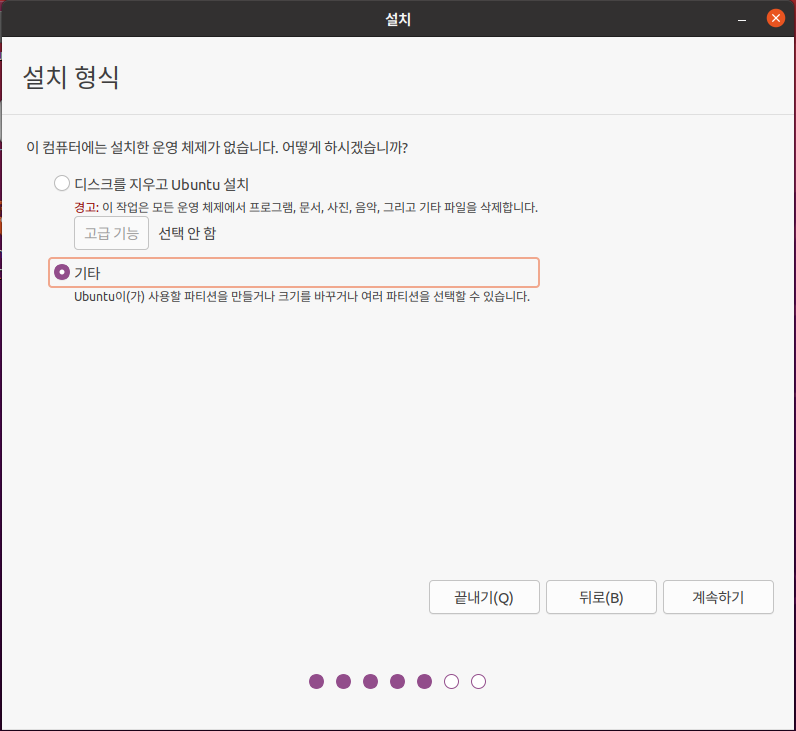 설치
설치 형식
이 컴퓨터에는 설치한 운영 체제가 없습니다. 어떻게 하시겠습니까?
디스크를 지우고 Ubuntu 설치
경고: 이 작업은 모든 운영 체제에서 프로그램, 문서, 사진, 음악, 그리고 기타 파일을 삭제합니다.
고급 기능 선택 안 함
기타
Ubuntu이(가) 사용할 파티션을 만들거나 크기를 바꾸거나 여러 파티션을 선택할 수 있습니다.
끝내기(Q) 뒤로(B) 계속하기